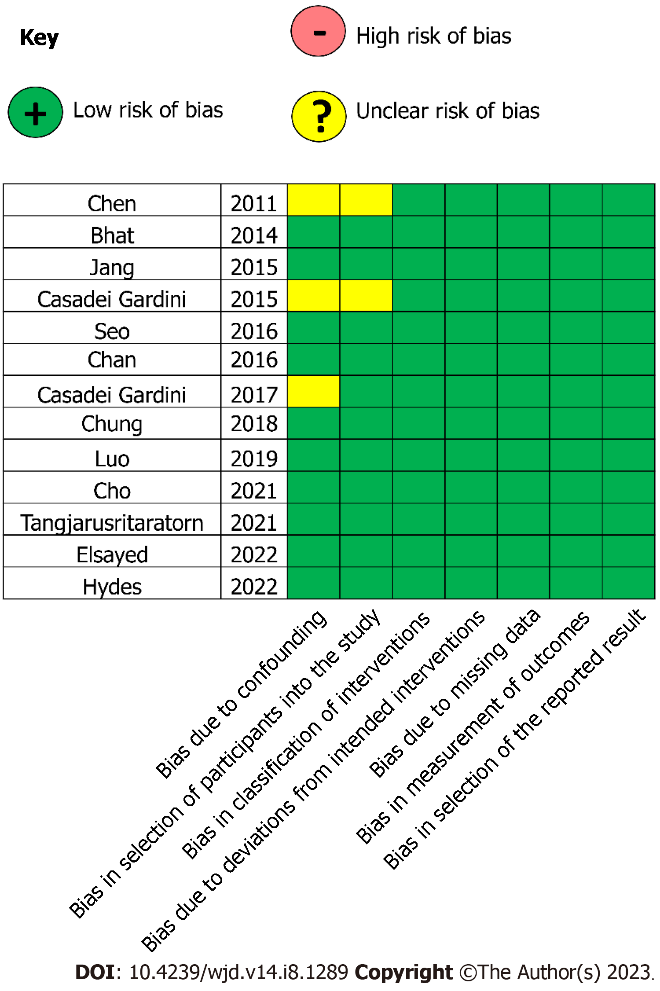 Key
- High risk of bias
+ Low risk of bias
? Unclear risk of bias
Chen 2011
Bhat 2014
Jang 2015
Casadei Gardini 2015
Seo 2016
Chan 2016
Casadei Gardini 2017
Chung 2018
Luo 2019
Cho 2021
Tangjarusritaratorn 2021
Elsayed 2022
Hydes 2022
Bias due to confounding
Bias in selection of participants into the study
Bias in classification of interventions
Bias due to deviations from intended interventions
Bias due to missing data
Bias in measurement of outcomes
Bias in selection of the reported result
DOI: 10.4239/wjd.v14.i8.1289 Copyright ©The Author(s) 2023.